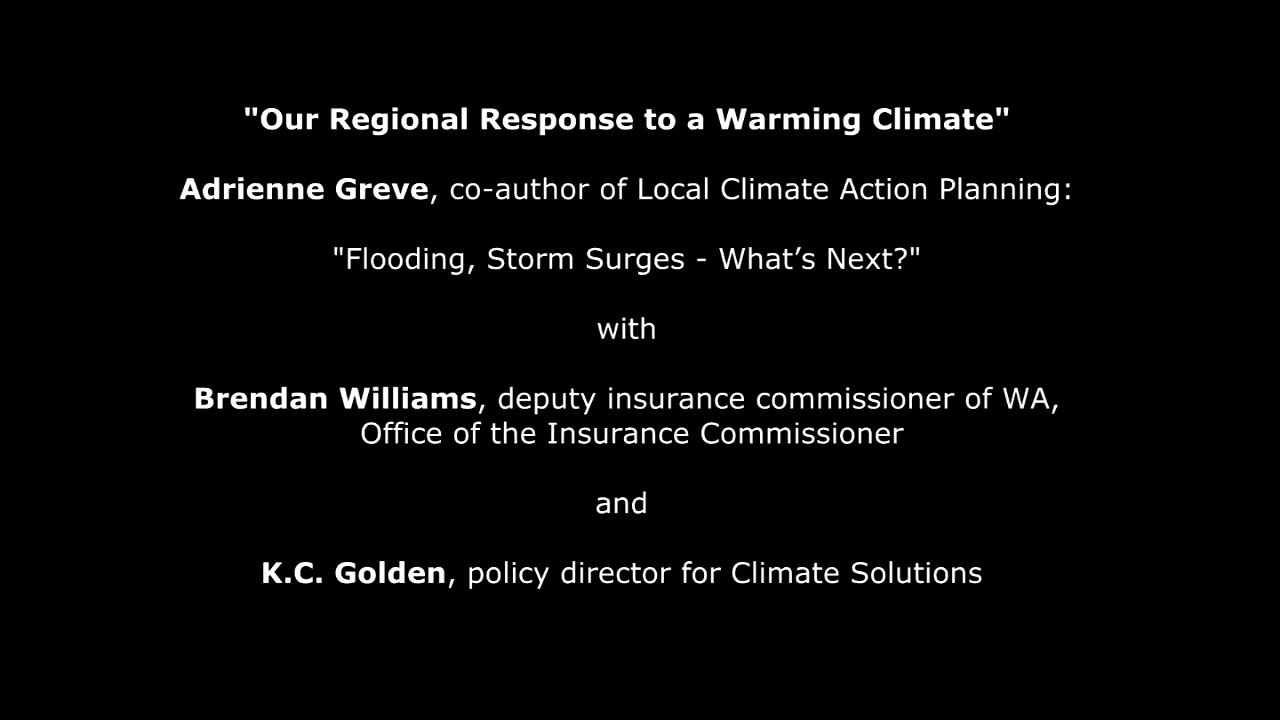 "Our Regional Response to a Warming Climate"
Adrienne Greve, co-author of Local Climate Action Planning:
"Flooding, Storm Surges - What’s Next?"
with
Brendan Williams, deputy insurance commissioner of WA,
Office of the Insurance Commissioner
and
K.C. Golden, policy director for Climate Solutions